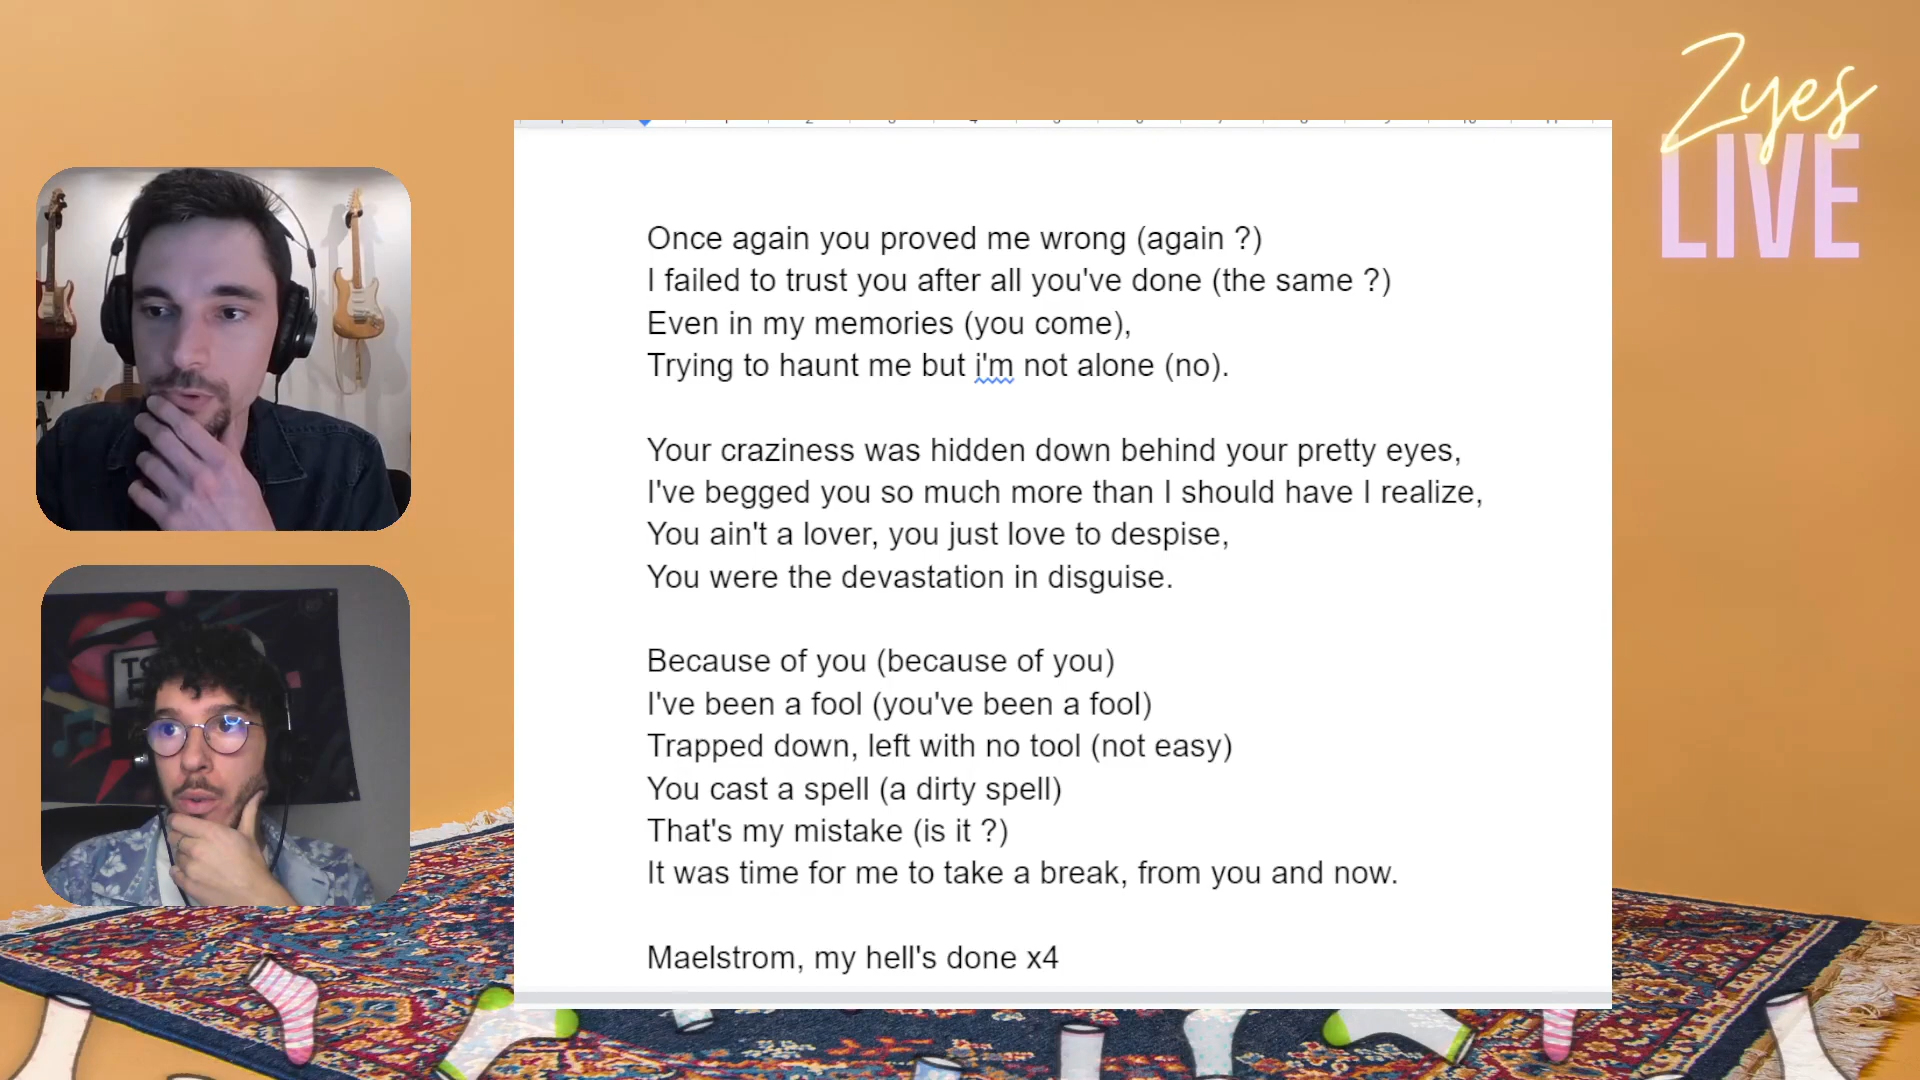 Zyes
LIVE
Once again you proved me wrong (again ?)
I failed to trust you after all you've done (the same ?)
Even in my memories (you come),
Trying to haunt me but i'm not alone (no).
Your craziness was hidden down behind your pretty eyes,
I've begged you so much more than I should have I realize,
You ain't a lover, you just love to despise,
You were the devastation in disguise.
Because of you (because of you)
I've been a fool (you've been a fool)
Trapped down, left with no tool (not easy)
You cast a spell (a dirty spell)
That's my mistake (is it ?)
It was time for me to take a break, from you and now.
Maelstrom, my hell's done x4